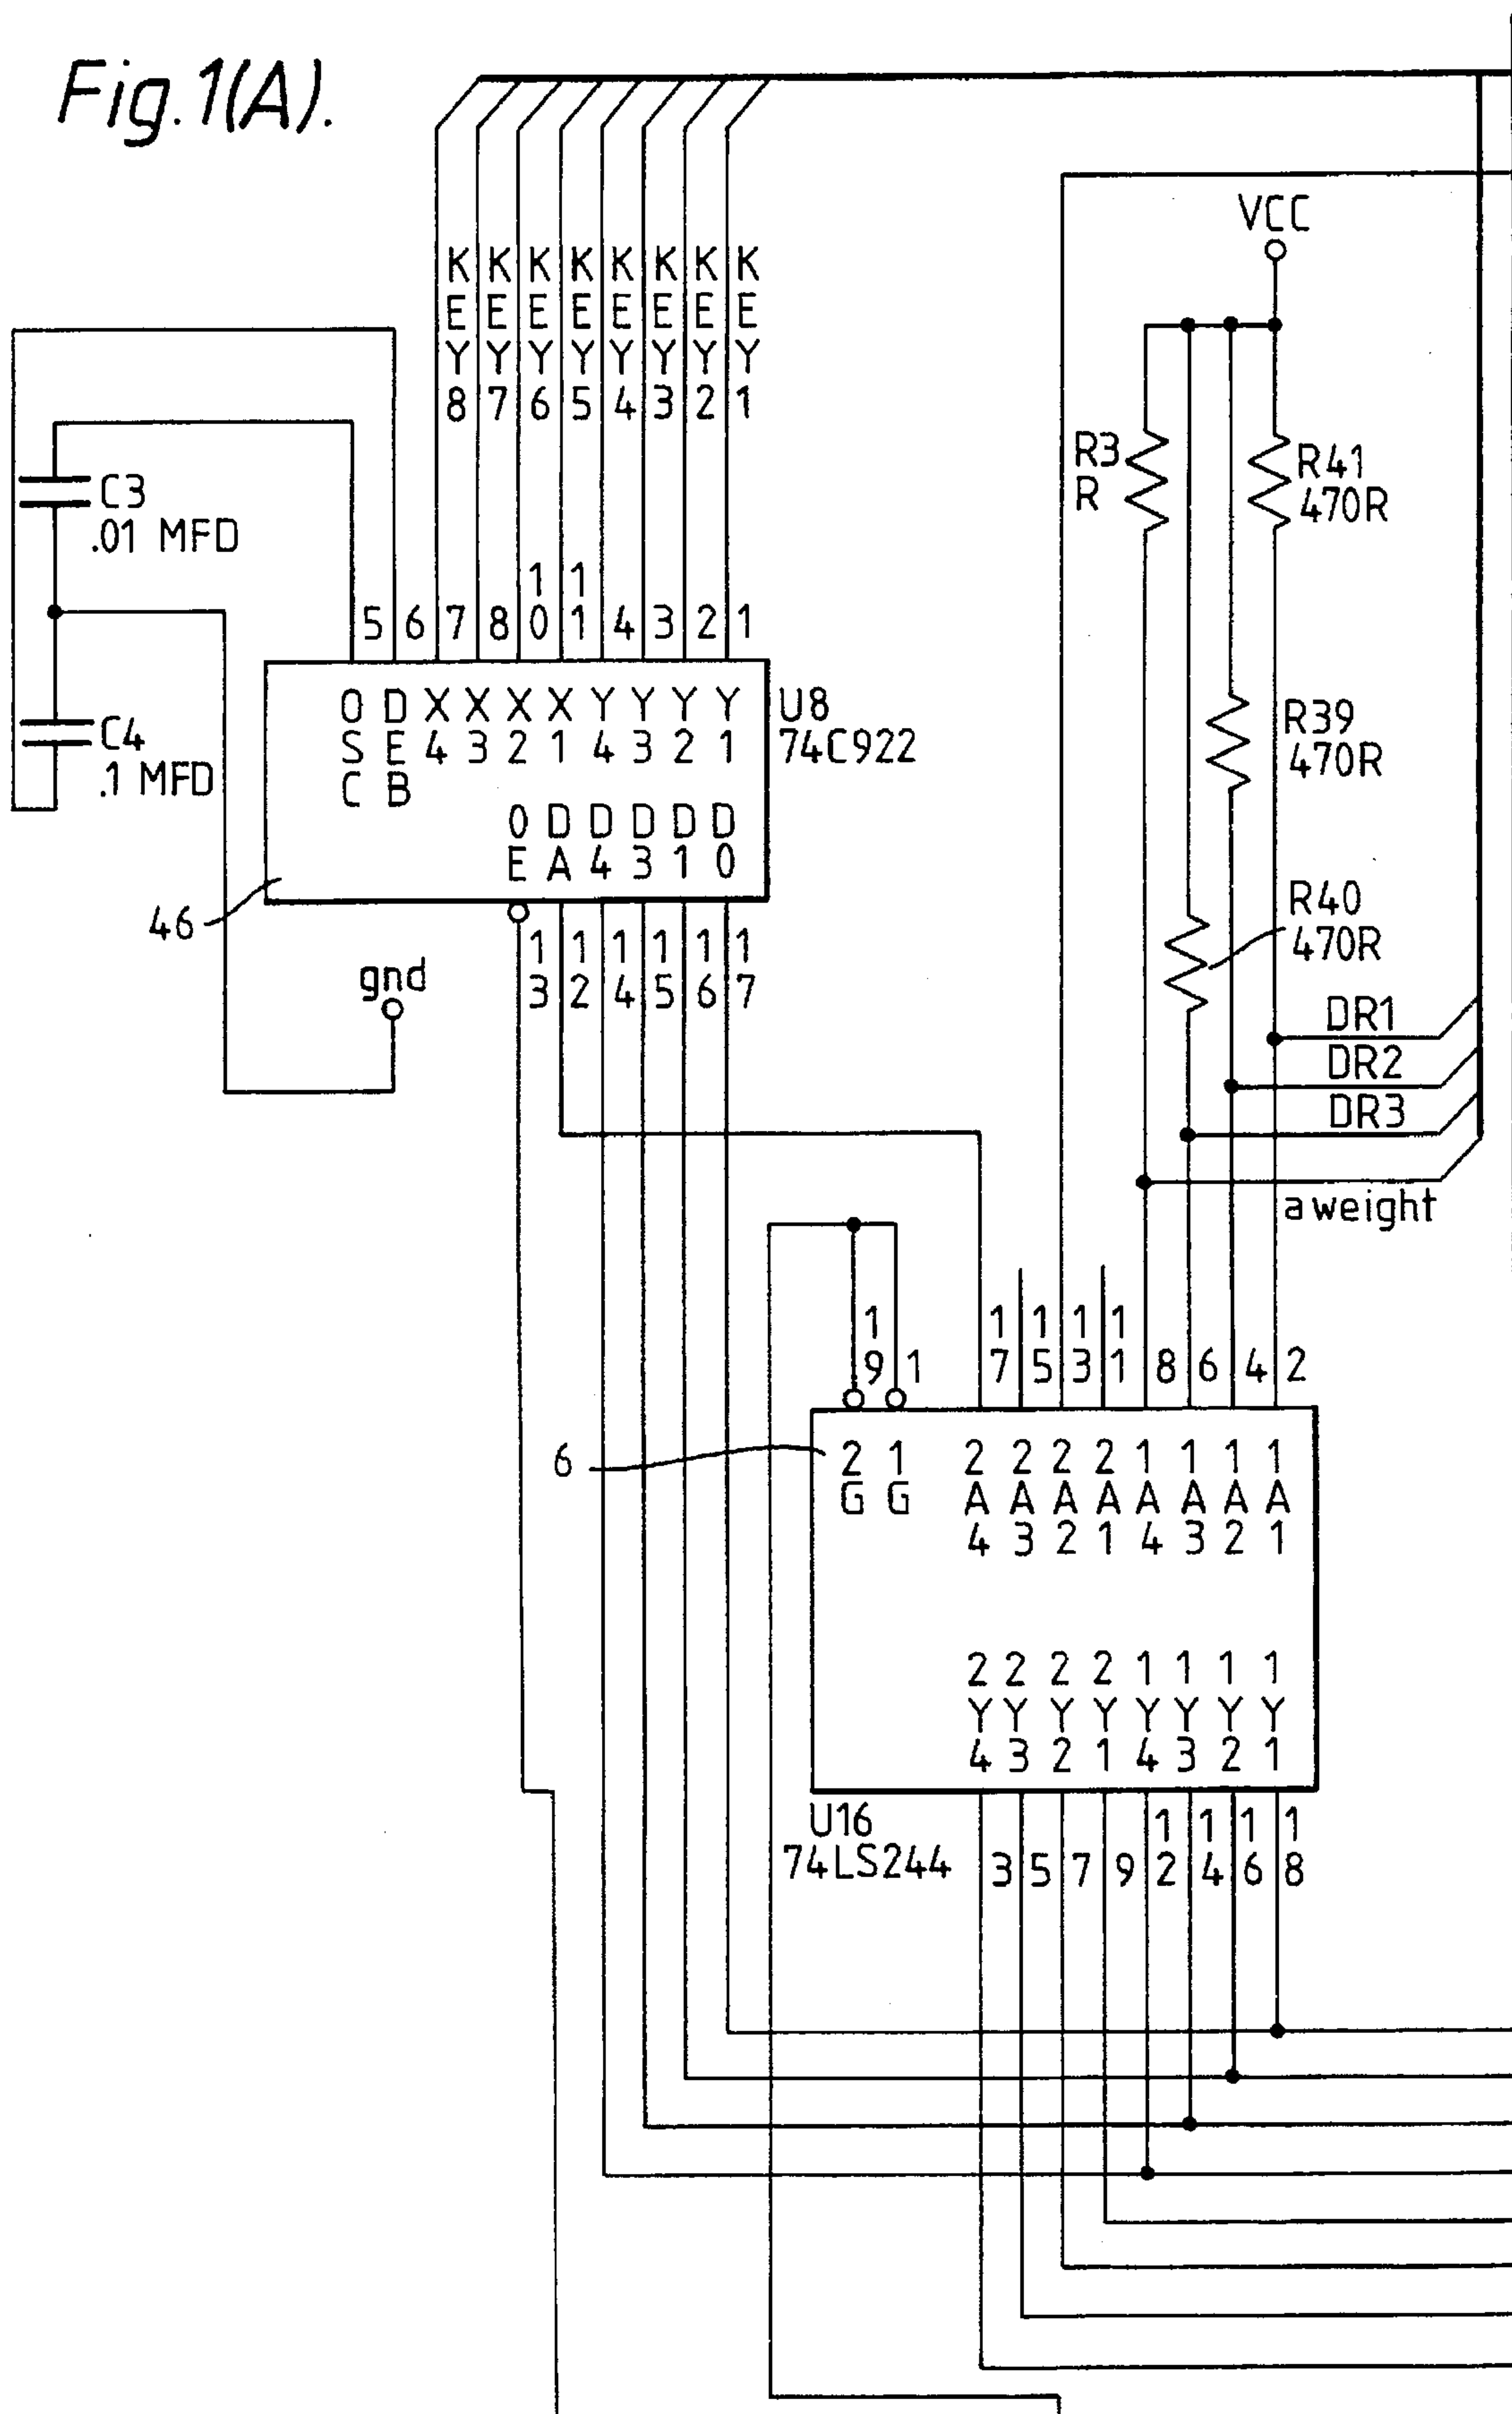 Fig.1(A).
VCC
KEY8 KEY7 KEY6 KEY5 KEY4 KEY3 KEY2 KEY1
R3
R
R41
470R
C3
.01 MFD
5 6 7 8 10 11 4 3 2 1
OSC DEB X4 X3 X2 X1 Y4 Y3 Y2 Y1
U8
74C922
R39
470R
C4
.1 MFD
OE DA D4 D3 D1 D0
46
R40
470R
13 12 14 15 16 17
gnd
DR1
DR2
DR3
a weight
19 1 17 15 13 11 8 6 4 2
6
2G 1G 2A4 2A3 2A2 2A1 1A4 1A3 1A2 1A1
2Y4 2Y3 2Y2 2Y1 1Y4 1Y3 1Y2 1Y1
U16
74LS244
3 5 7 9 12 14 16 18